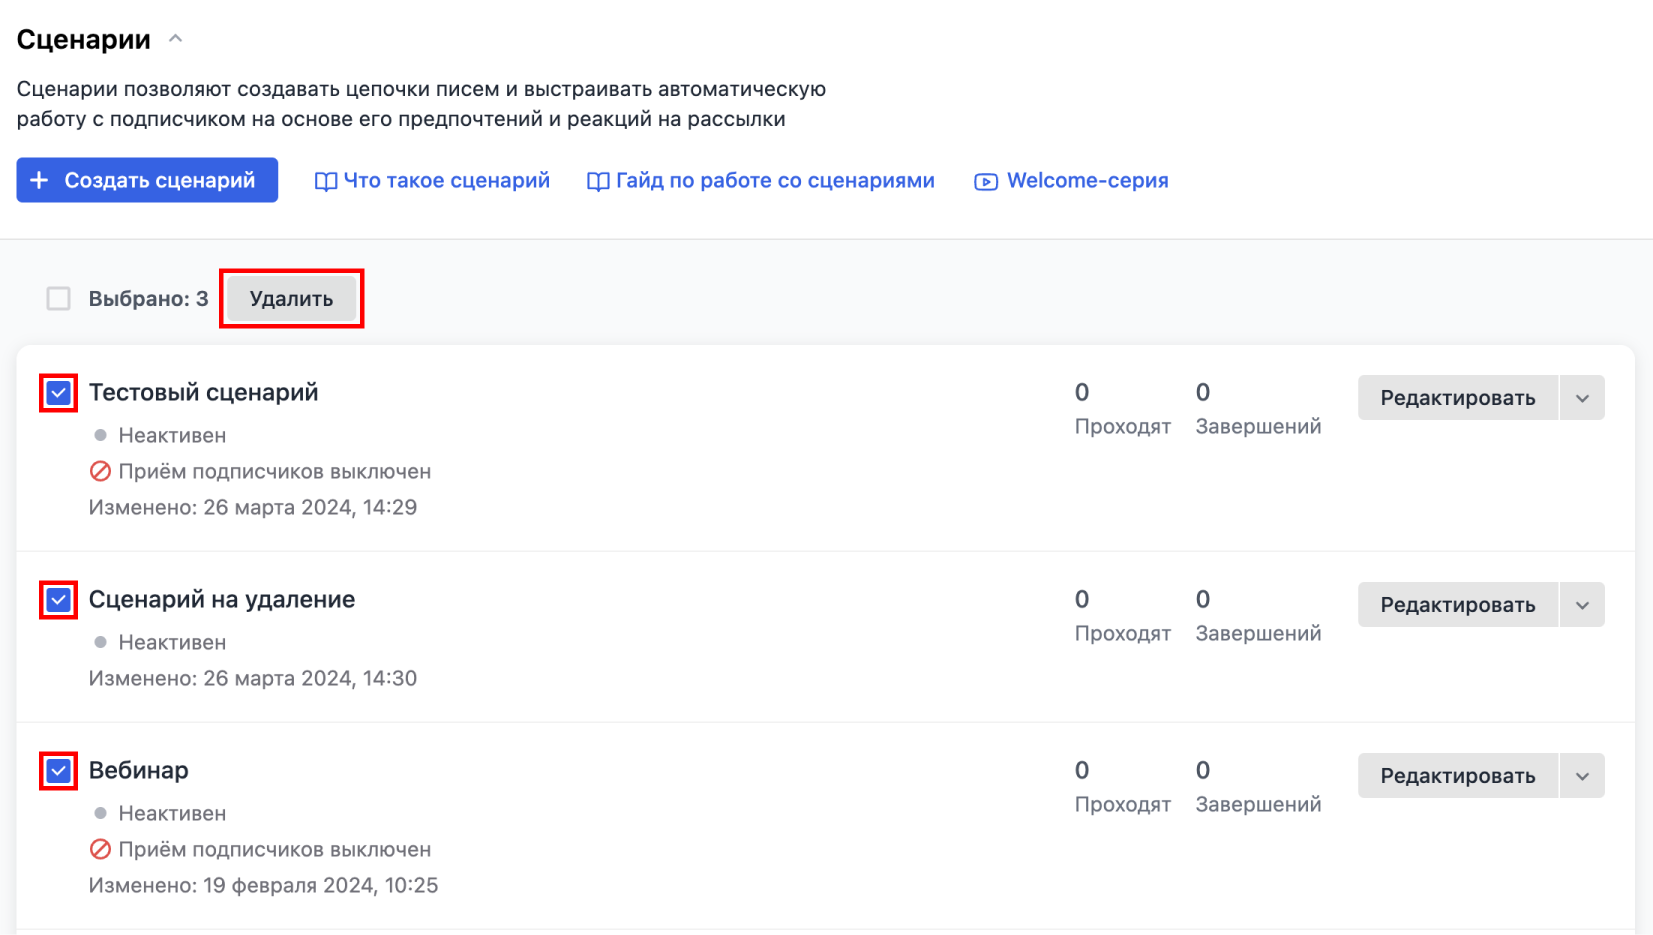 Сценарии
Сценарии позволяют создавать цепочки писем и выстраивать автоматическую
работу с подписчиком на основе его предпочтений и реакций на рассылки
Создать сценарий
Что такое сценарий
Гайд по работе со сценариями
Welcome-серия
Выбрано: 3
Удалить
Тестовый сценарий
Неактивен
Приём подписчиков выключен
Изменено: 26 марта 2024, 14:29
0
Проходят
0
Завершений
Редактировать
Сценарий на удаление
Неактивен
Изменено: 26 марта 2024, 14:30
0
Проходят
0
Завершений
Редактировать
Вебинар
Неактивен
Приём подписчиков выключен
Изменено: 19 февраля 2024, 10:25
0
Проходят
0
Завершений
Редактировать